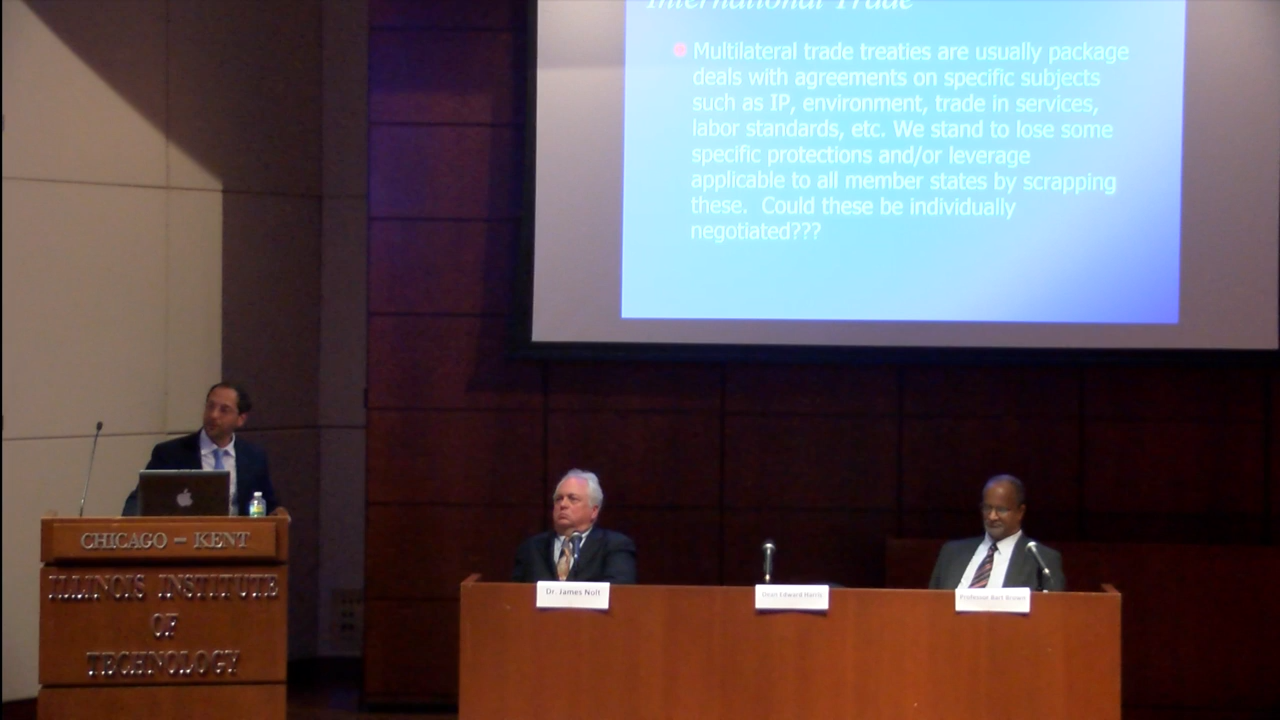 International Trade
Multilateral trade treaties are usually package
deals with agreements on specific subjects
such as IP, environment, trade in services,
labor standards, etc. We stand to lose some
specific protections and/or leverage
applicable to all member states by scrapping
these. Could these be individually
negotiated???
CHICAGO – KENT
ILLINOIS INSTITUTE
OF
TECHNOLOGY
Dr. James Nolt
Dean Edward Harris
Professor Bart Brown